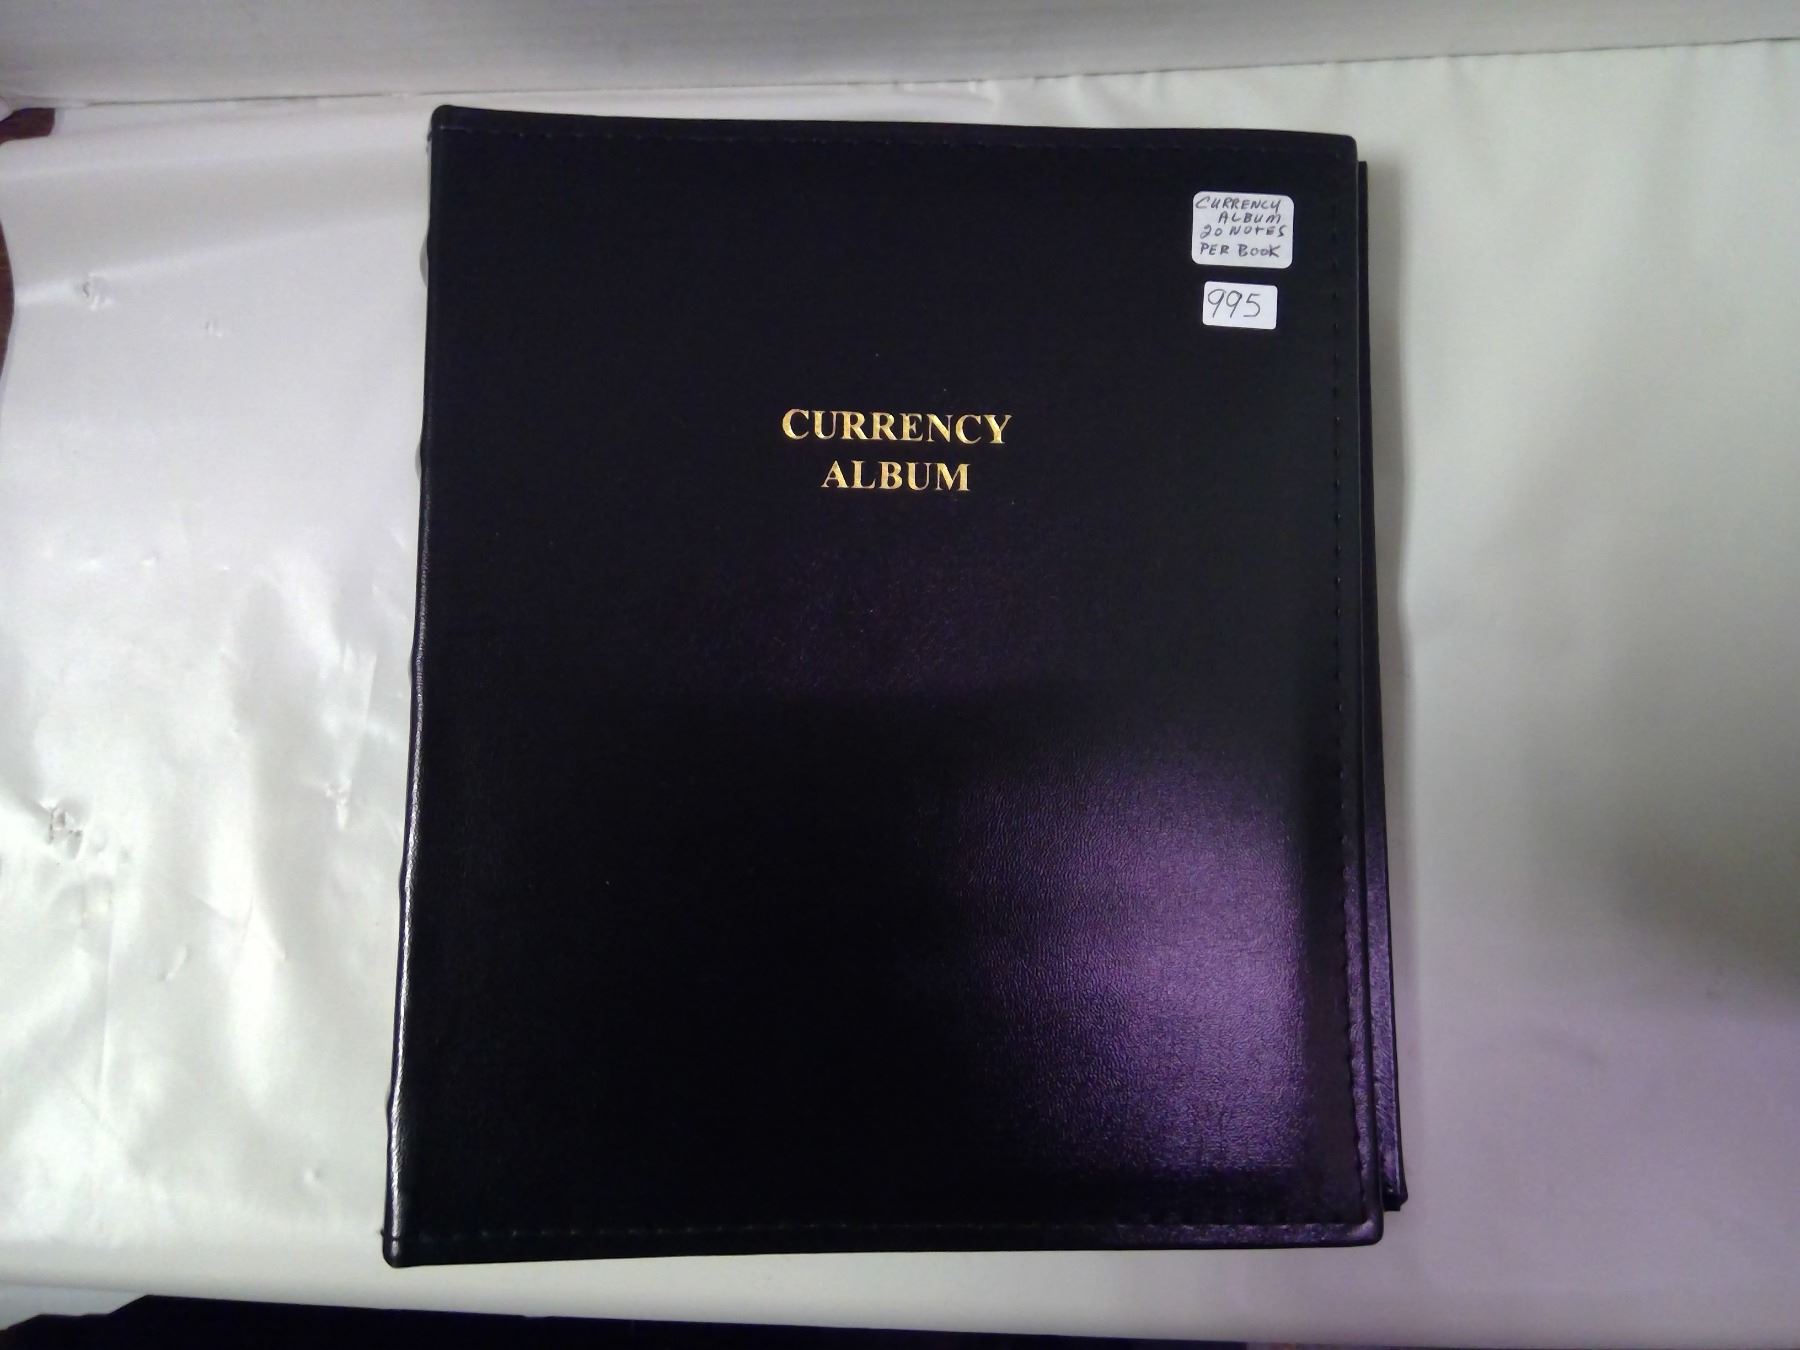 CURRENCY
ALBUM
20 NOTES
PER BOOK
995
CURRENCY
ALBUM